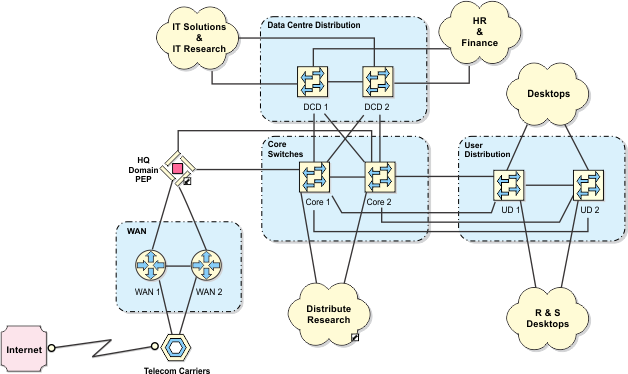 IT Solutions
&
IT Research
Data Centre Distribution
HR
&
Finance
DCD 1
DCD 2
Desktops
HQ
Domain
PEP
Core
Switches
User
Distribution
Core 1
Core 2
UD 1
UD 2
WAN
WAN 1
WAN 2
Distribute
Research
R & S
Desktops
Internet
Telecom Carriers